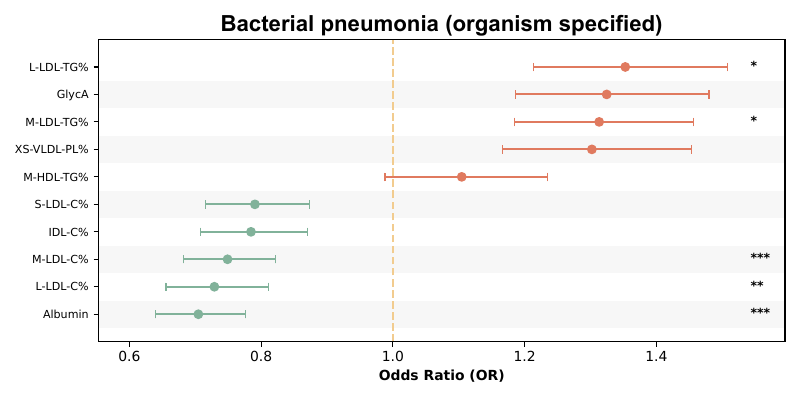 Bacterial pneumonia (organism specified)
L-LDL-TG% *
GlycA
M-LDL-TG% *
XS-VLDL-PL%
M-HDL-TG%
S-LDL-C%
IDL-C%
M-LDL-C% ***
L-LDL-C% **
Albumin ***
0.6 0.8 1.0 1.2 1.4
Odds Ratio (OR)